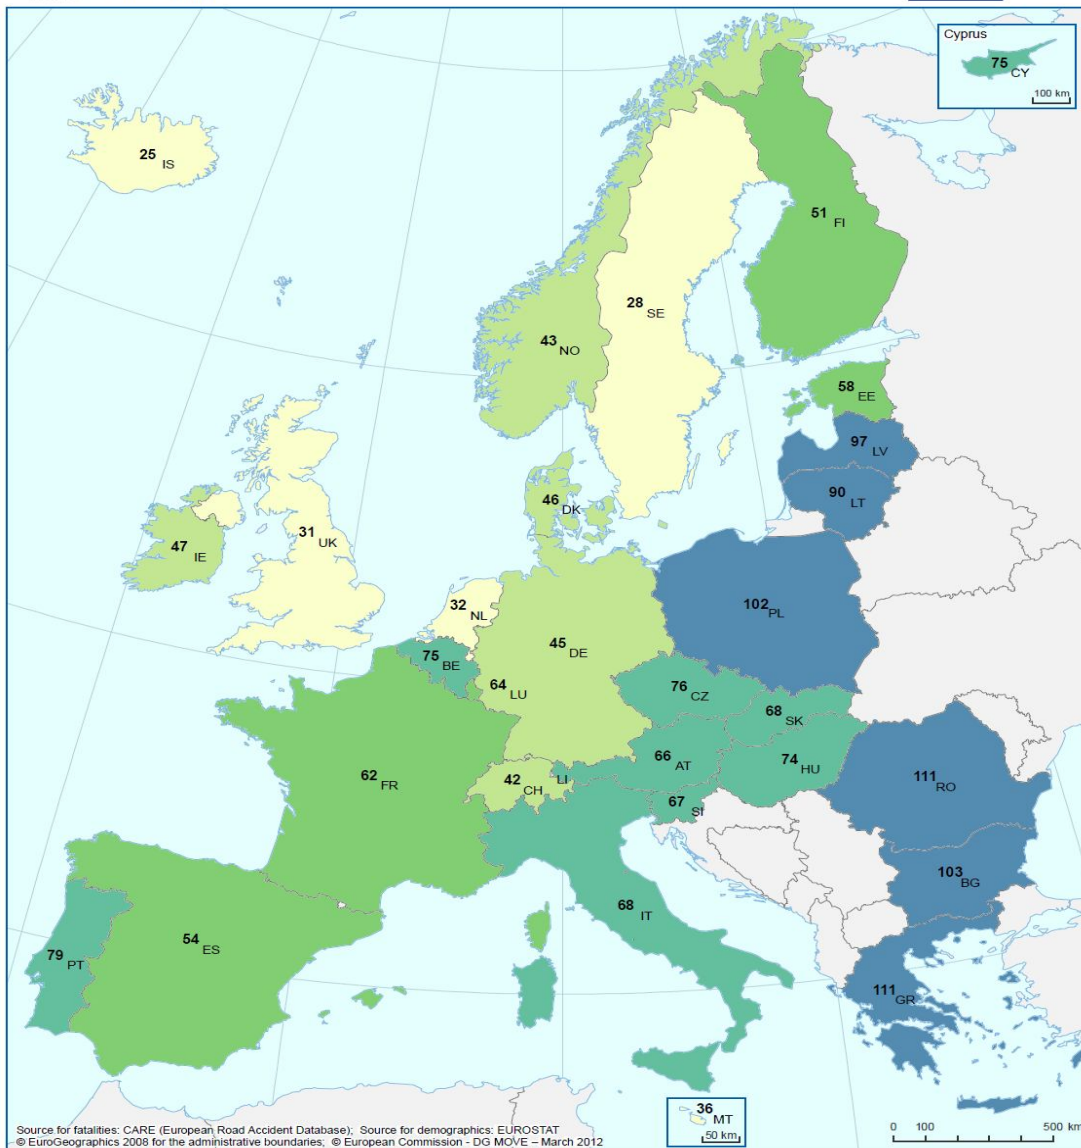 Cyprus
75 CY
100 km
25 IS
51 FI
28 SE
43 NO
58 EE
97 LV
46 DK
90 LT
31 UK
47 IE
32 NL
102 PL
45 DE
75 BE
64 LU
76 CZ
68 SK
66 AT
74 HU
42 CH
LI
62 FR
111 RO
67 SI
103 BG
68 IT
54 ES
79 PT
111 GR
36 MT
50 km
Source for fatalities: CARE (European Road Accident Database); Source for demographics: EUROSTAT
© EuroGeographics 2008 for the administrative boundaries; © European Commission - DG MOVE – March 2012
0 100 500 km